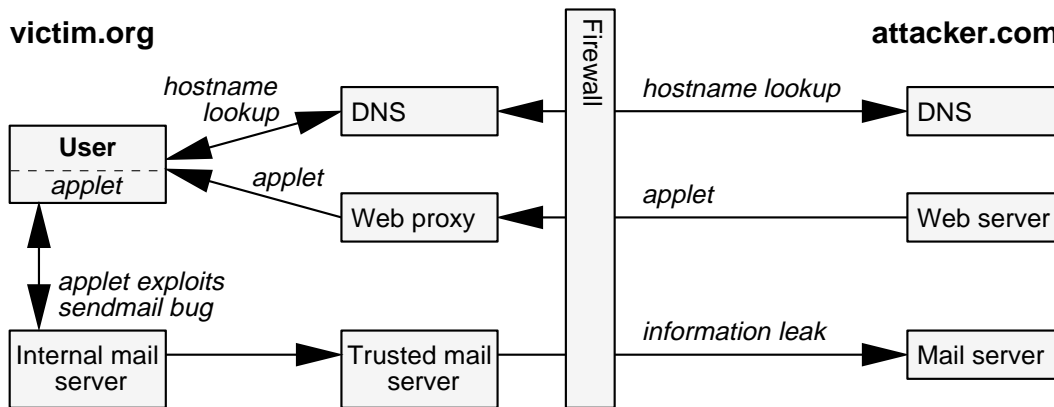 victim.org
Firewall
attacker.com
hostname
lookup
DNS
hostname lookup
DNS
User
applet
applet
Web proxy
applet
Web server
applet exploits
sendmail bug
Internal mail
server
Trusted mail
server
information leak
Mail server